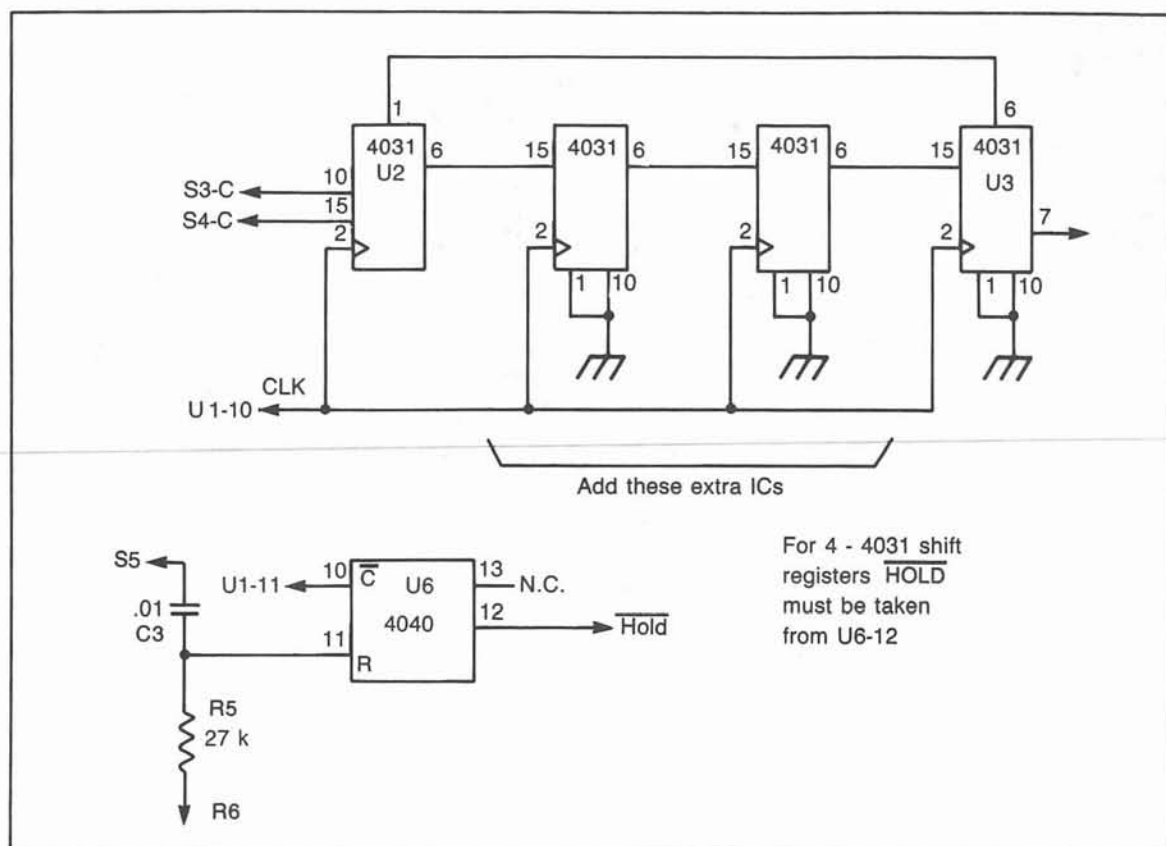 1
6
4031
U2
6
15
4031
6
15
4031
6
15
4031
U3
10
S3-C
15
S4-C
2
2
2
2
7
1
10
1
10
1
10
CLK
U1-10
Add these extra ICs
S5
.01
C3
U1-11
10
C̅
U6
13
N.C.
4040
12
H̅o̅l̅d̅
11
R
R5
27 k
R6
For 4 - 4031 shift
registers H̅O̅L̅D̅
must be taken
from U6-12